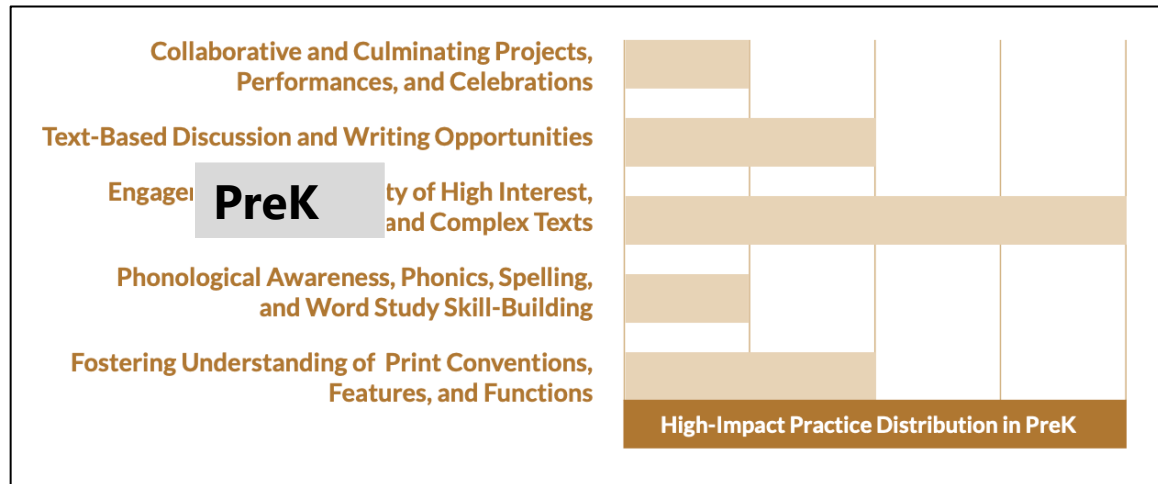 Collaborative and Culminating Projects,
Performances, and Celebrations
Text-Based Discussion and Writing Opportunities
Engage ty of High Interest,
PreK
and Complex Texts
Phonological Awareness, Phonics, Spelling,
and Word Study Skill-Building
Fostering Understanding of Print Conventions,
Features, and Functions
High-Impact Practice Distribution in PreK